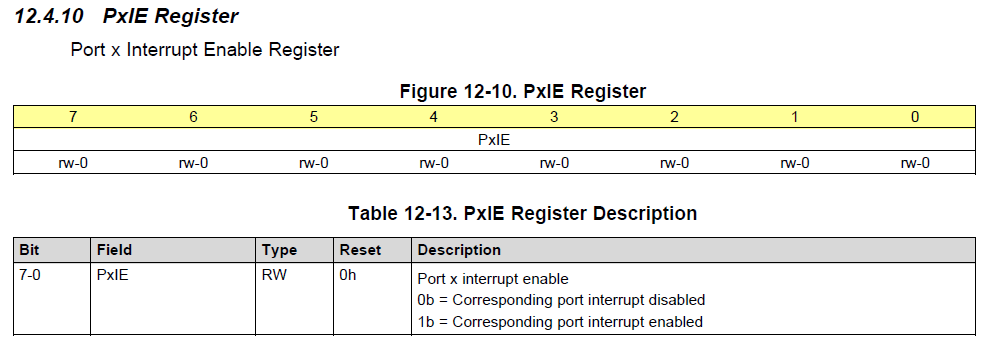 12.4.10 PxIE Register
Port x Interrupt Enable Register
Figure 12-10. PxIE Register
7 6 5 4 3 2 1 0
PxIE
rw-0 rw-0 rw-0 rw-0 rw-0 rw-0 rw-0 rw-0
Table 12-13. PxIE Register Description
Bit Field Type Reset Description
7-0 PxIE RW 0h Port x interrupt enable
0b = Corresponding port interrupt disabled
1b = Corresponding port interrupt enabled